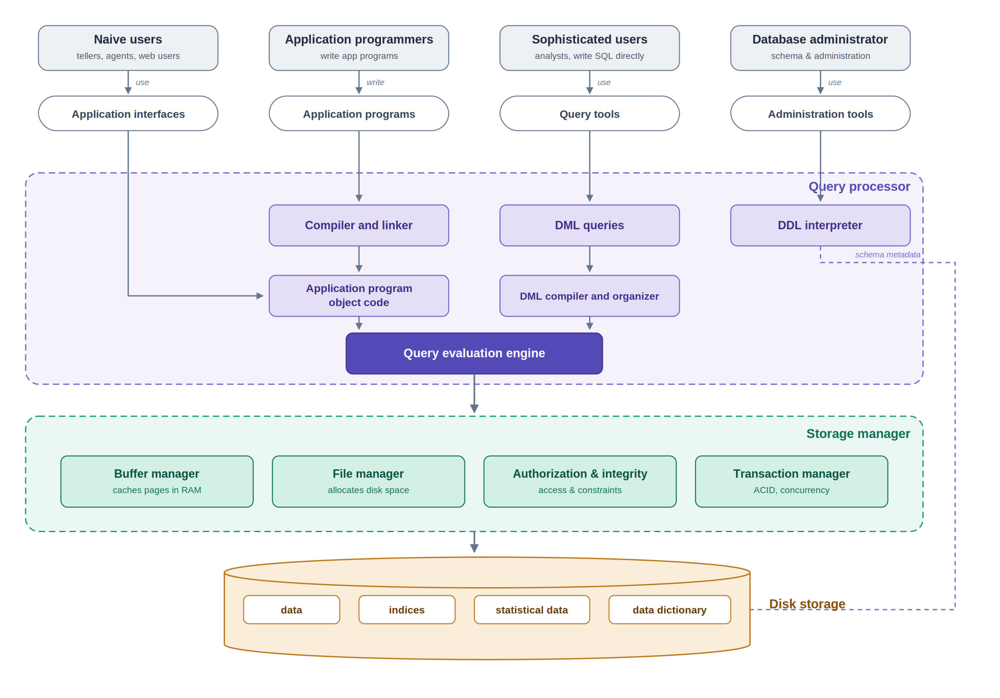 Naive users
tellers, agents, web users
Application programmers
write app programs
Sophisticated users
analysts, write SQL directly
Database administrator
schema & administration
use
write
use
use
Application interfaces
Application programs
Query tools
Administration tools
Query processor
Compiler and linker
DML queries
DDL interpreter
schema metadata
Application program
object code
DML compiler and organizer
Query evaluation engine
Storage manager
Buffer manager
caches pages in RAM
File manager
allocates disk space
Authorization & integrity
access & constraints
Transaction manager
ACID, concurrency
Disk storage
data
indices
statistical data
data dictionary